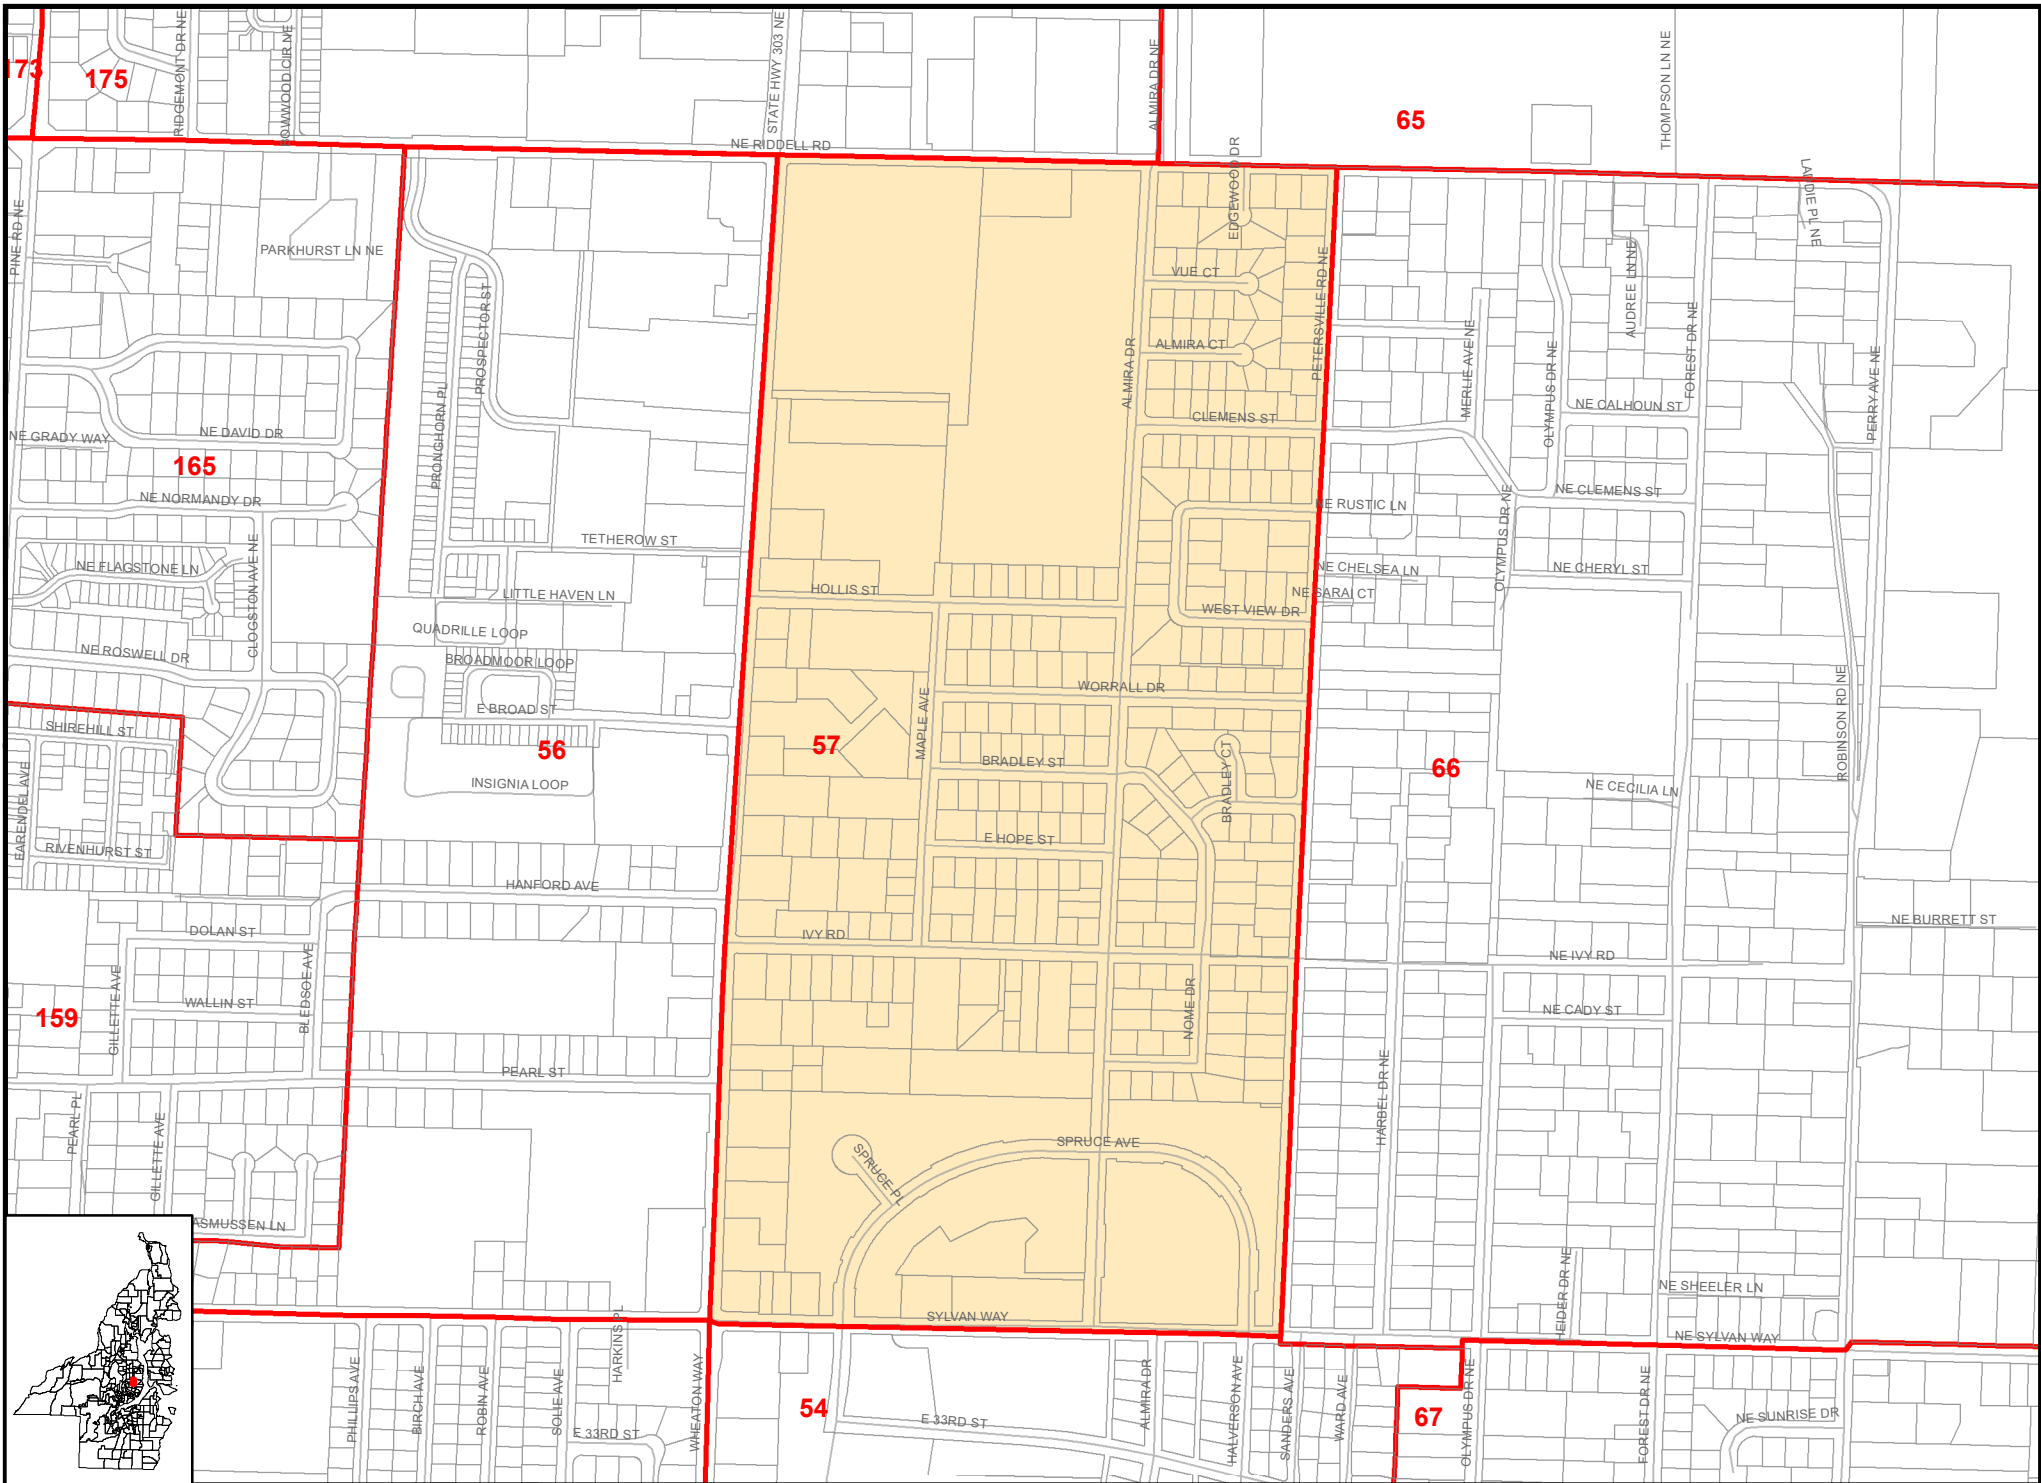 173
175
RIDGEMONT DR NE
BOWWOOD CIR NE
STATE HWY 303 NE
ALMIRA DR NE
65
THOMPSON LN NE
NE RIDDELL RD
EDGEWOOD DR
LADDIE PL NE
PINE RD NE
PARKHURST LN NE
VUE CT
PETERSVILLE RD NE
AUDREE LN NE
PROSPECTOR ST
ALMIRA CT
ALMIRA DR
MERLIE AVE NE
OLYMPUS DR NE
FOREST DR NE
PERRY AVE NE
PRONGHORN PL
CLEMENS ST
NE CALHOUN ST
NE GRADY WAY
NE DAVID DR
165
NE NORMANDY DR
NE RUSTIC LN
NE CLEMENS ST
OLYMPUS DR NE
TETHEROW ST
NE FLAGSTONE LN
CLOGSTON AVE NE
NE CHELSEA LN
NE CHERYL ST
LITTLE HAVEN LN
HOLLIS ST
NE SARAI CT
WEST VIEW DR
QUADRILLE LOOP
NE ROSWELL DR
BROADMOOR LOOP
WORRALL DR
ROBINSON RD NE
MAPLE AVE
E BROAD ST
SHIREHILL ST
56
57
BRADLEY ST
BRADLEY CT
66
INSIGNIA LOOP
NE CECILIA LN
EARENDEL AVE
RIVENHURST ST
E HOPE ST
HANFORD AVE
NE BURRETT ST
DOLAN ST
IVY RD
NE IVY RD
BLEDSOE AVE
GILLETTE AVE
WALLIN ST
159
NOME DR
NE CADY ST
PEARL ST
HARBEL DR NE
PEARL PL
GILLETTE AVE
SPRUCE AVE
SPRUCE PL
ASMUSSEN LN
HEIDER DR NE
NE SHEELER LN
SYLVAN WAY
NE SYLVAN WAY
HARKINS PL
PHILLIPS AVE
BIRCH AVE
ROBIN AVE
SOLIE AVE
WHEATON WAY
54
ALMIRA DR
HALVERSON AVE
SANDERS AVE
WARD AVE
67
OLYMPUS DR NE
FOREST DR NE
NE SUNRISE DR
E 33RD ST
E 33RD ST